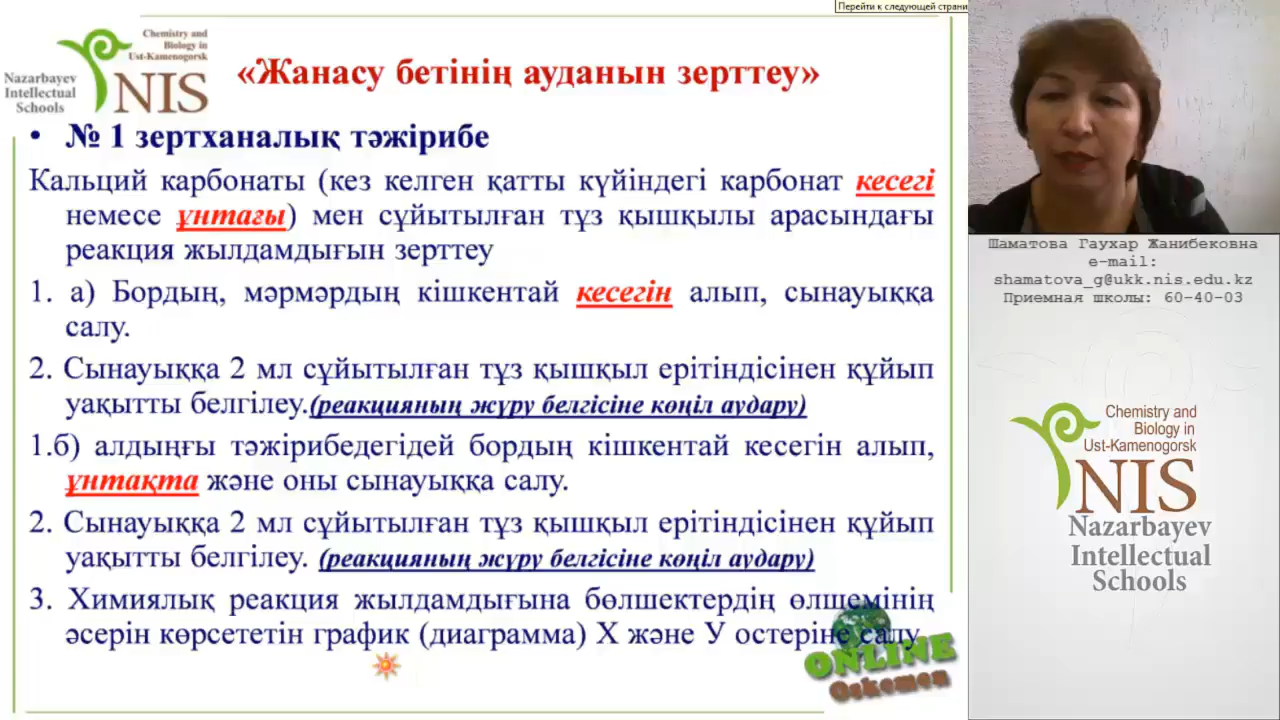 Перейти к следующей страни
Chemistry and
Biology in
Ust-Kamenogorsk
Nazarbayev
Intellectual
Schools
NIS
«Жанасу бетінің ауданын зерттеу»
• № 1 зертханалық тәжірибе
Кальций карбонаты (кез келген қатты күйіндегі карбонат кесегі
немесе ұнтағы) мен сұйытылған тұз қышқылы арасындағы
реакция жылдамдығын зерттеу
1. а) Бордың, мәрмәрдың кішкентай кесегін алып, сынауыққа
салу.
2. Сынауыққа 2 мл сұйытылған тұз қышқыл ерітіндісінен құйып
уақытты белгілеу.(реакцияның жүру белгісіне көңіл аудару)
1.б) алдыңғы тәжірибедегідей бордың кішкентай кесегін алып,
ұнтақта және оны сынауыққа салу.
2. Сынауыққа 2 мл сұйытылған тұз қышқыл ерітіндісінен құйып
уақытты белгілеу. (реакцияның жүру белгісіне көңіл аудару)
3. Химиялық реакция жылдамдығына бөлшектердің өлщемінің
әсерін көрсететін график (диаграмма) Х және У остеріне салу
ONLINE
Oskemen
Шаматова Гаухар Жанибековна
e-mail:
shamatova_g@ukk.nis.edu.kz
Приемная школы: 60-40-03
Chemistry and
Biology in
Ust-Kamenogorsk
NIS
Nazarbayev
Intellectual
Schools